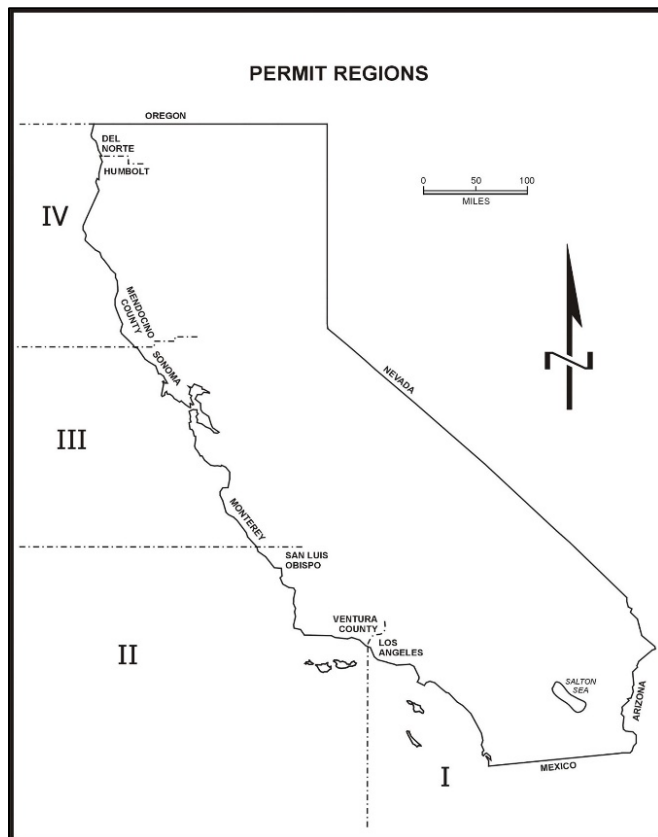 PERMIT REGIONS
OREGON
DEL
NORTE
HUMBOLT
0 50 100
MILES
IV
MENDOCINO
COUNTY
SONOMA
NEVADA
III
MONTEREY
SAN LUIS
OBISPO
VENTURA
COUNTY
LOS
ANGELES
II
SALTON
SEA
ARIZONA
I
MEXICO
N